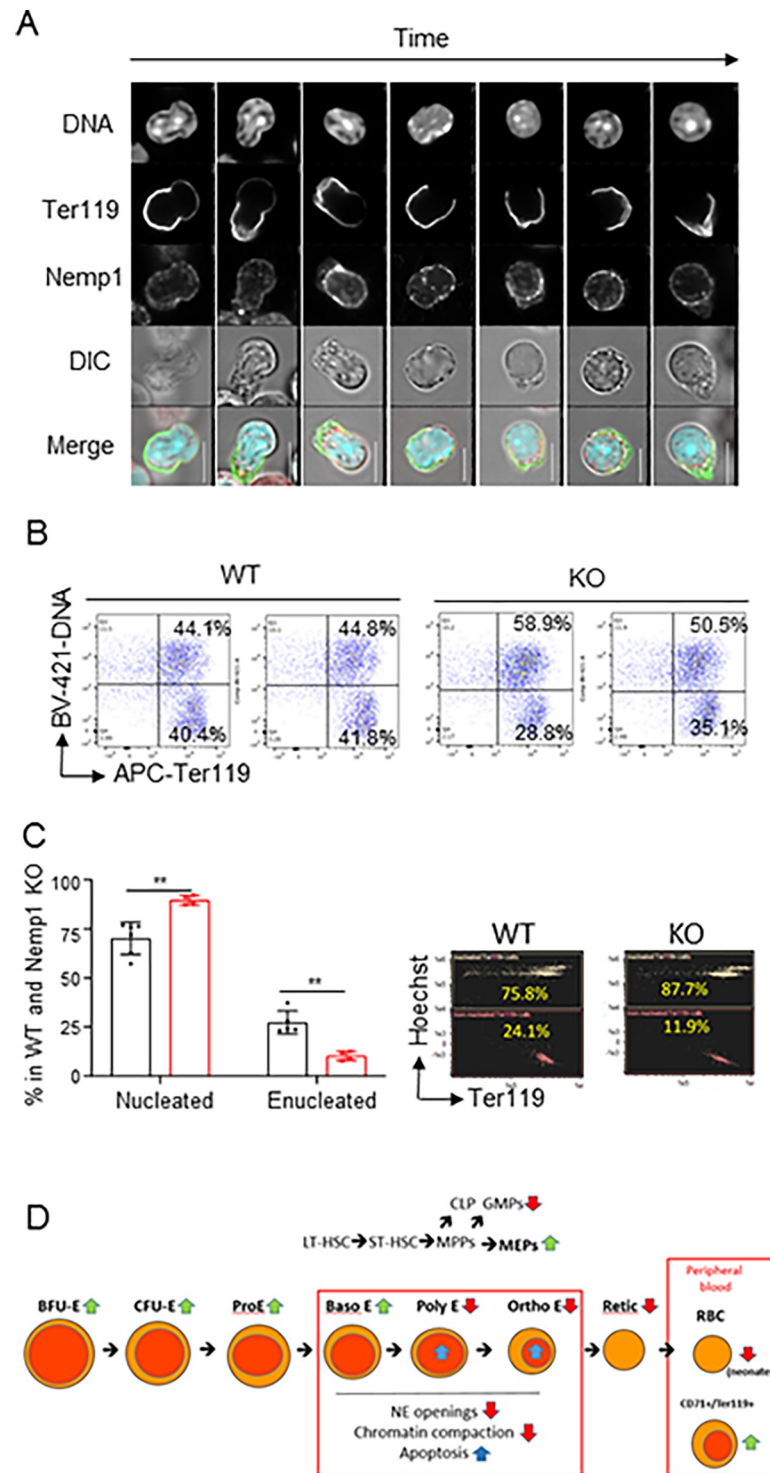 A
Time
DNA
Ter119
Nemp1
DIC
Merge
B
WT
KO
BV-421-DNA
44.1%
44.8%
58.9%
50.5%
40.4%
41.8%
28.8%
35.1%
APC-Ter119
C
% in WT and Nemp1 KO
100
75
50
25
0
**
**
Nucleated
Enucleated
WT
KO
Hoechst
75.8%
87.7%
24.1%
11.9%
Ter119
D
CLP GMPs
LT-HSC ST-HSC MPPs MEPs
Peripheral
blood
BFU-E CFU-E ProE Baso E Poly E Ortho E Retic
RBC
(neonate)
CD71+/Ter119+
NE openings
Chromatin compaction
Apoptosis